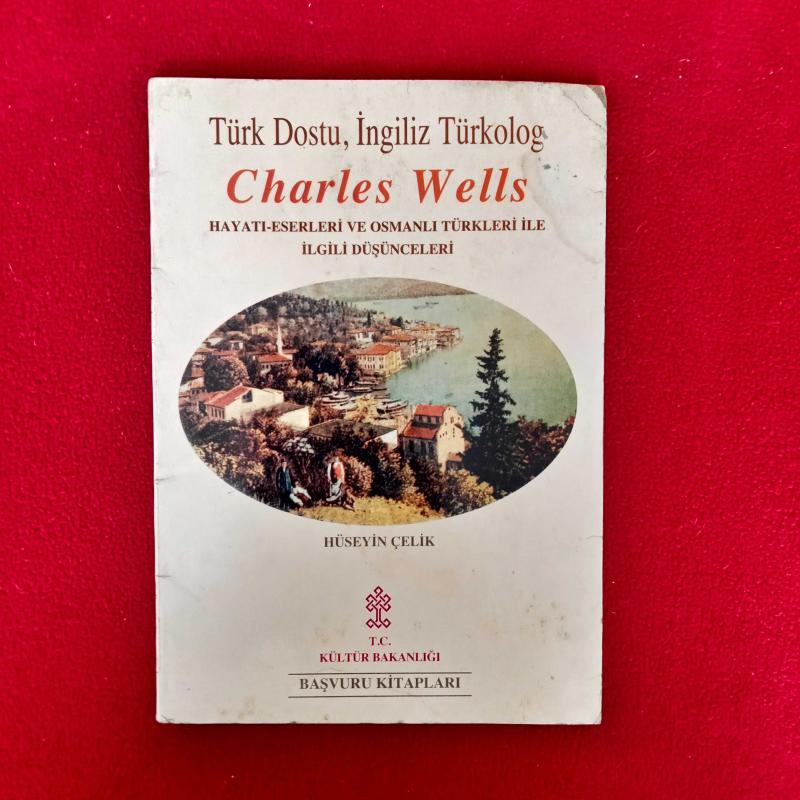 Türk Dostu, İngiliz Türkolog
Charles Wells
HAYATI-ESERLERİ VE OSMANLI TÜRKLERİ İLE
İLGİLİ DÜŞÜNCELERİ
HÜSEYİN ÇELİK
T.C.
KÜLTÜR BAKANLIĞI
BAŞVURU KİTAPLARI